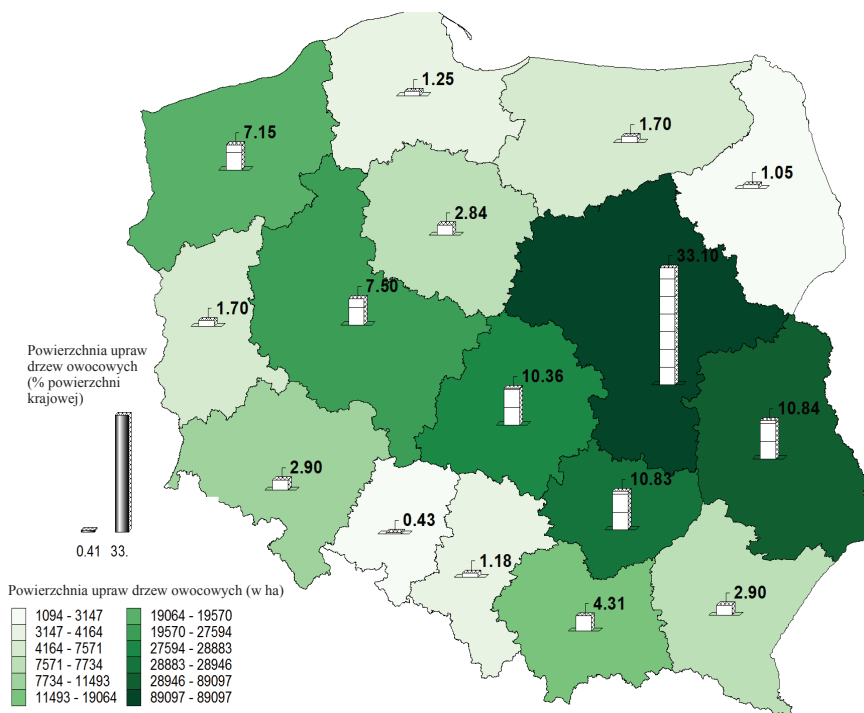 1.25
1.70
7.15
1.05
2.84
33.10
7.50
1.70
Powierzchnia upraw
drzew owocowych
(% powierzchni
krajowej)
10.36
10.84
2.90
10.83
0.43
0.41 33.
1.18
Powierzchnia upraw drzew owocowych (w ha)
4.31
2.90
1094 - 3147
3147 - 4164
4164 - 7571
7571 - 7734
7734 - 11493
11493 - 19064
19064 - 19570
19570 - 27594
27594 - 28883
28883 - 28946
28946 - 89097
89097 - 89097